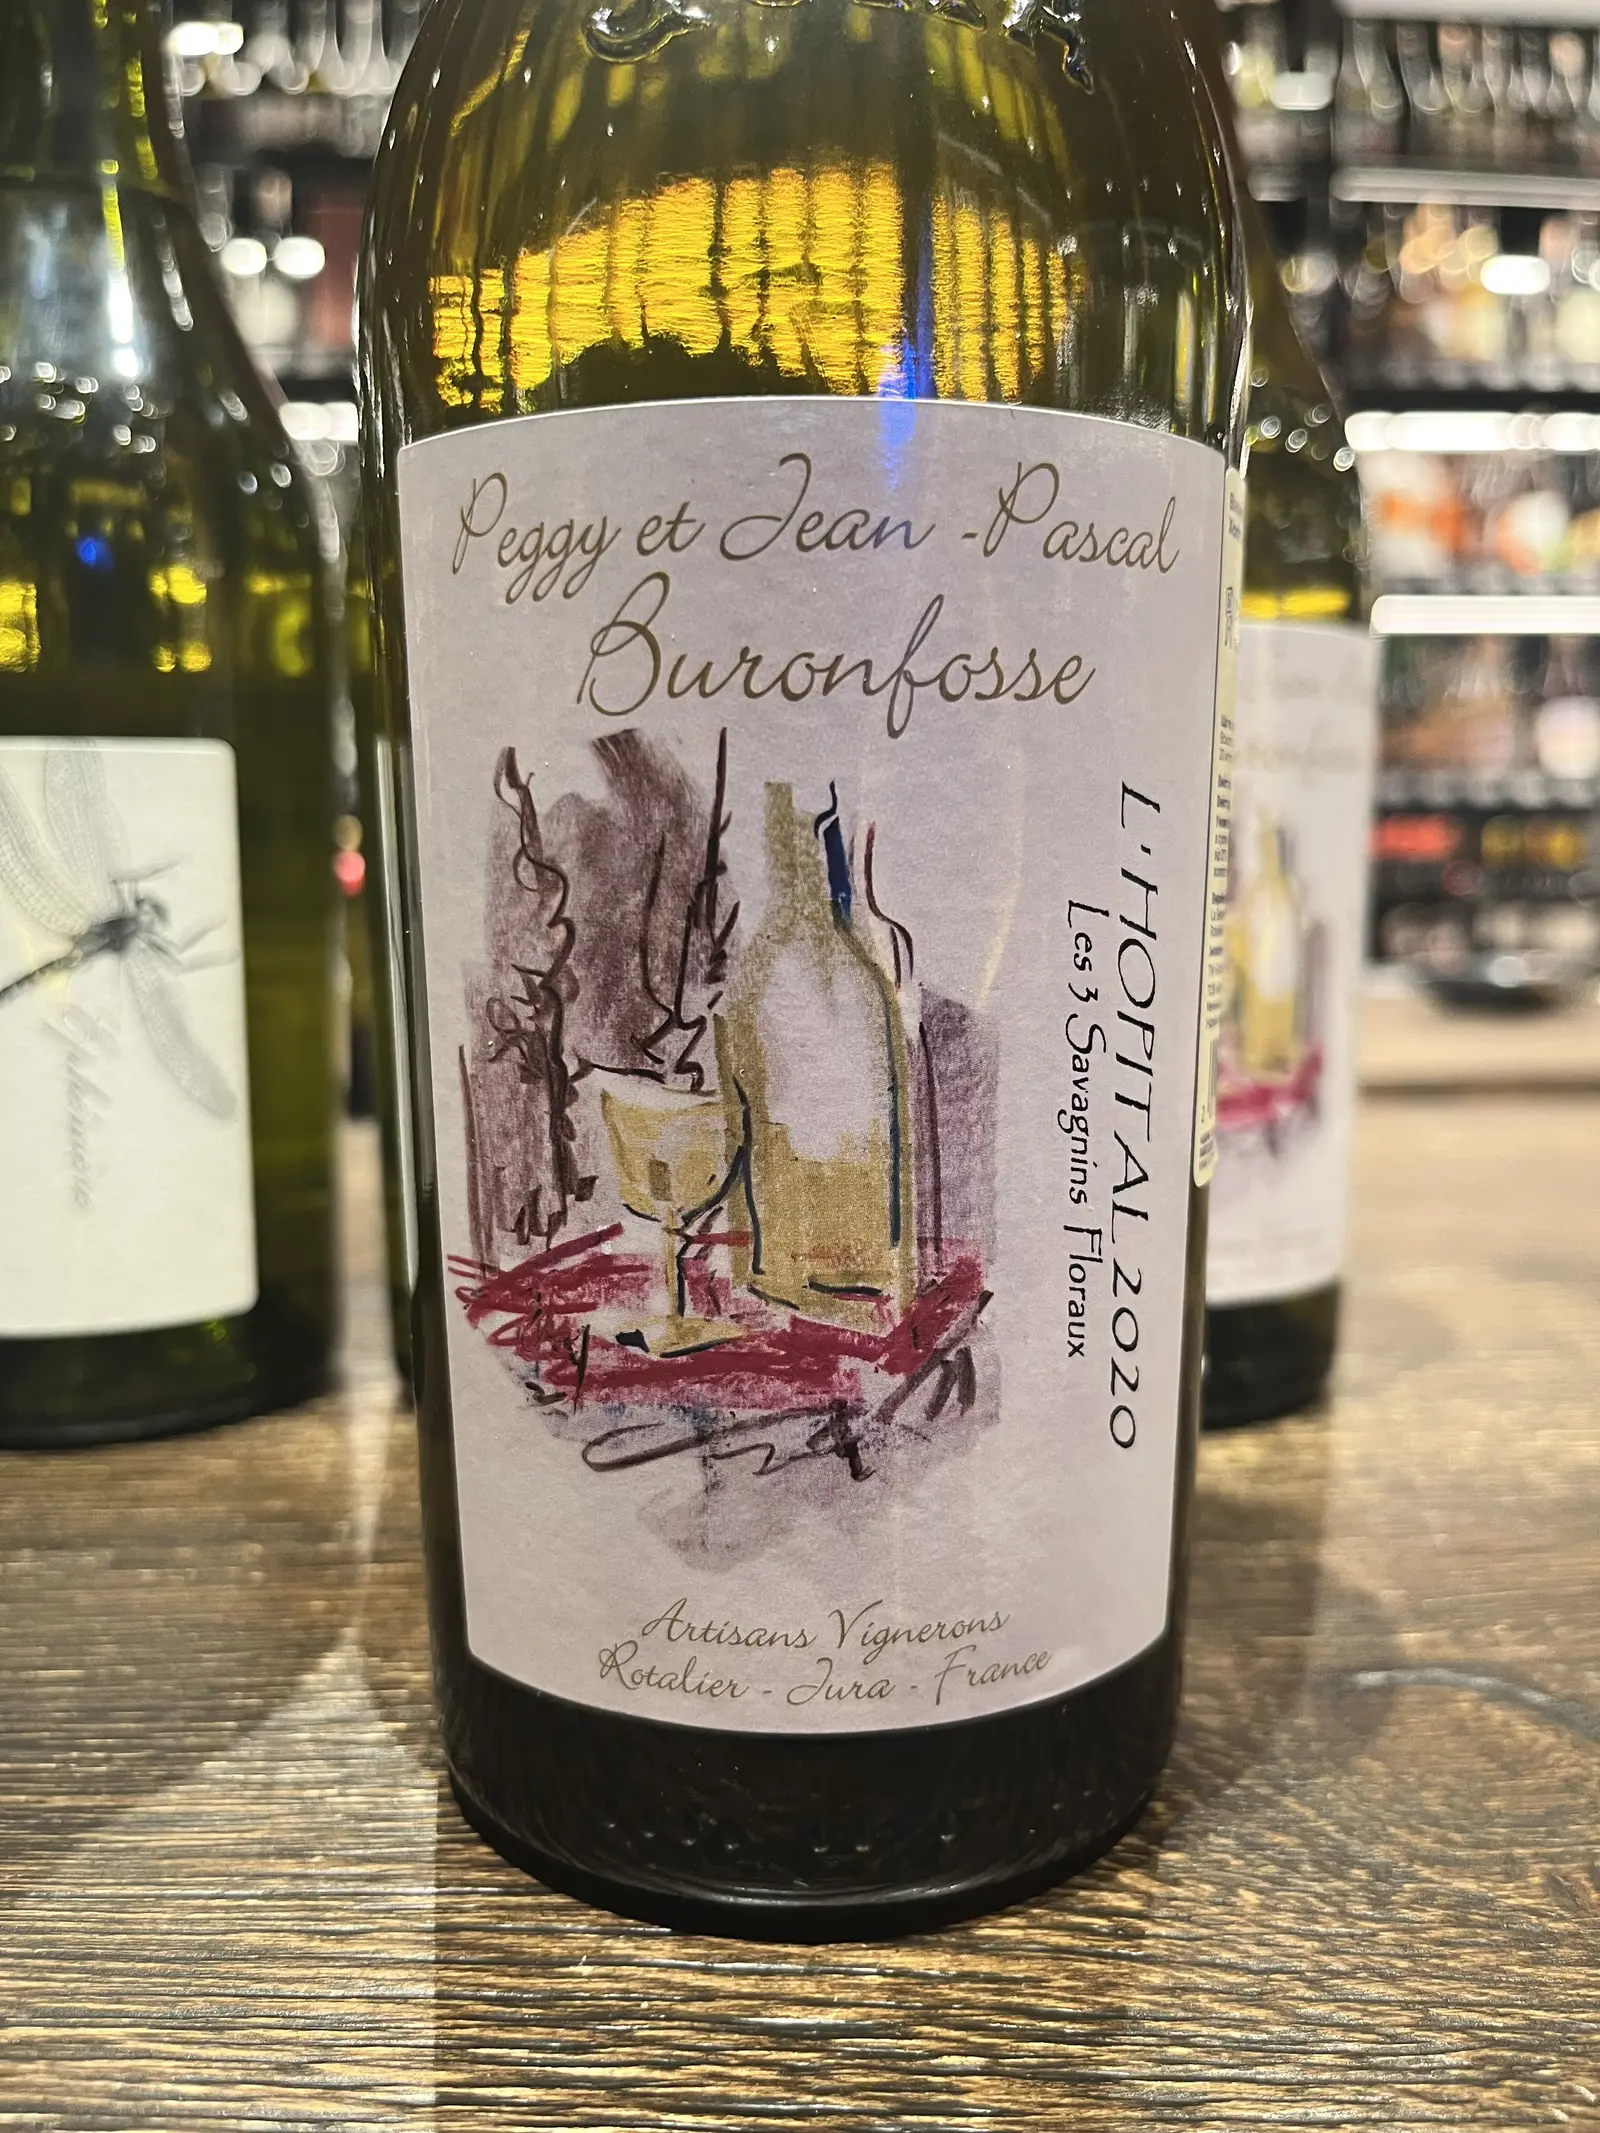 Peggy et Jean-Pascal
Buronfosse
L'HOPITAL 2020
Les 3 Savagnins Floraux
Artisans Vignerons
Rotalier - Jura - France